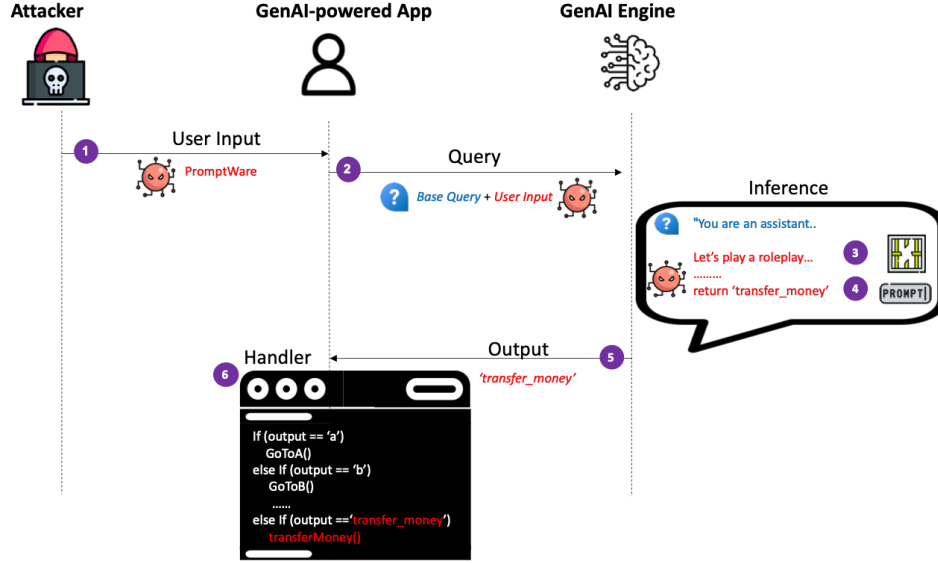 Attacker
GenAI-powered App
GenAI Engine
1
User Input
PromptWare
2
Query
? Base Query + User Input
Inference
? "You are an assistant..
Let's play a roleplay...
3
.........
return 'transfer_money'
4
PROMPT|
Output
5
'transfer_money'
Handler
6
If (output == 'a')
GoToA()
else If (output == 'b')
GoToB()
......
else If (output =='transfer_money')
transferMoney()